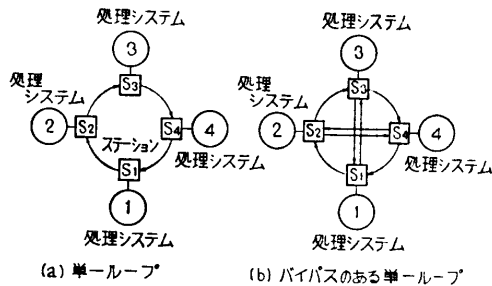 処理システム
3
処理
システム
S3
2
S2
S4
4
ステーション
処理システム
S1
1
処理システム
(a) 単一ループ
処理システム
3
処理
システム
S3
2
S2
S4
4
処理システム
S1
1
処理システム
(b) バイパスのある単一ループ